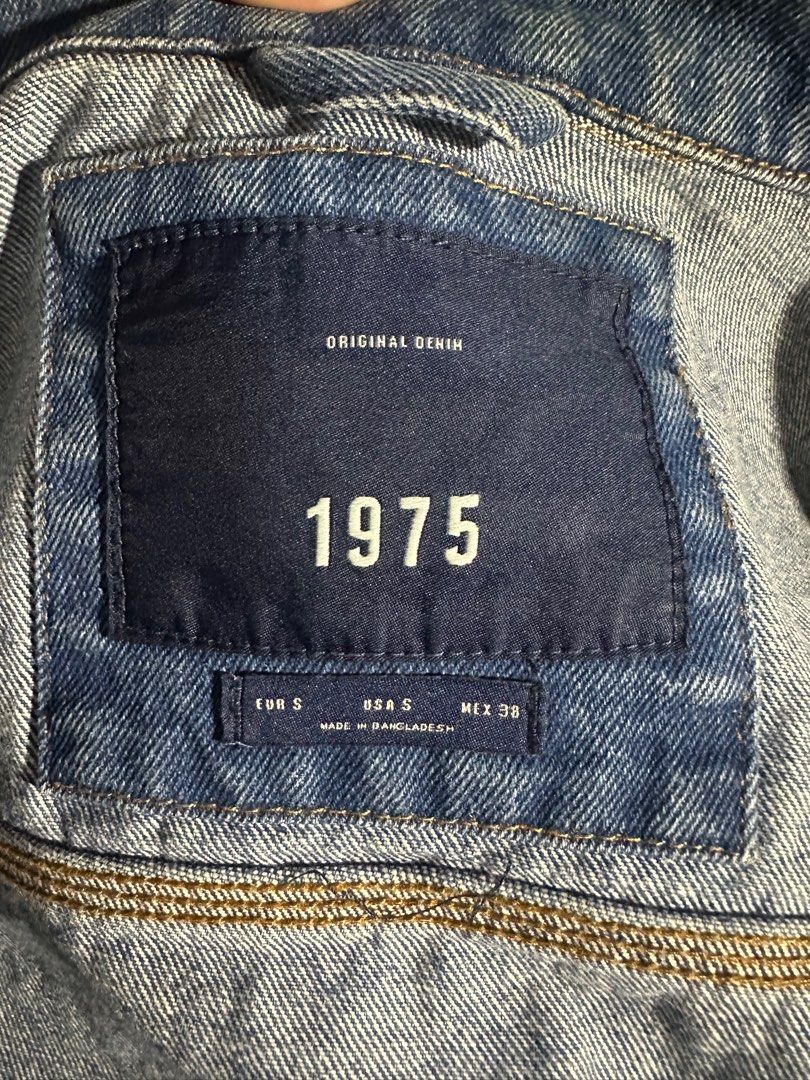 ORIGINAL DENIM
1975
EUR S USA S MEX 38
MADE IN BANGLADESH